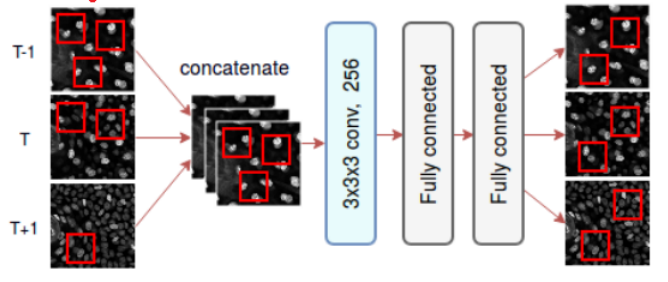 T-1
T
T+1
concatenate
3x3x3 conv, 256
Fully connected
Fully connected